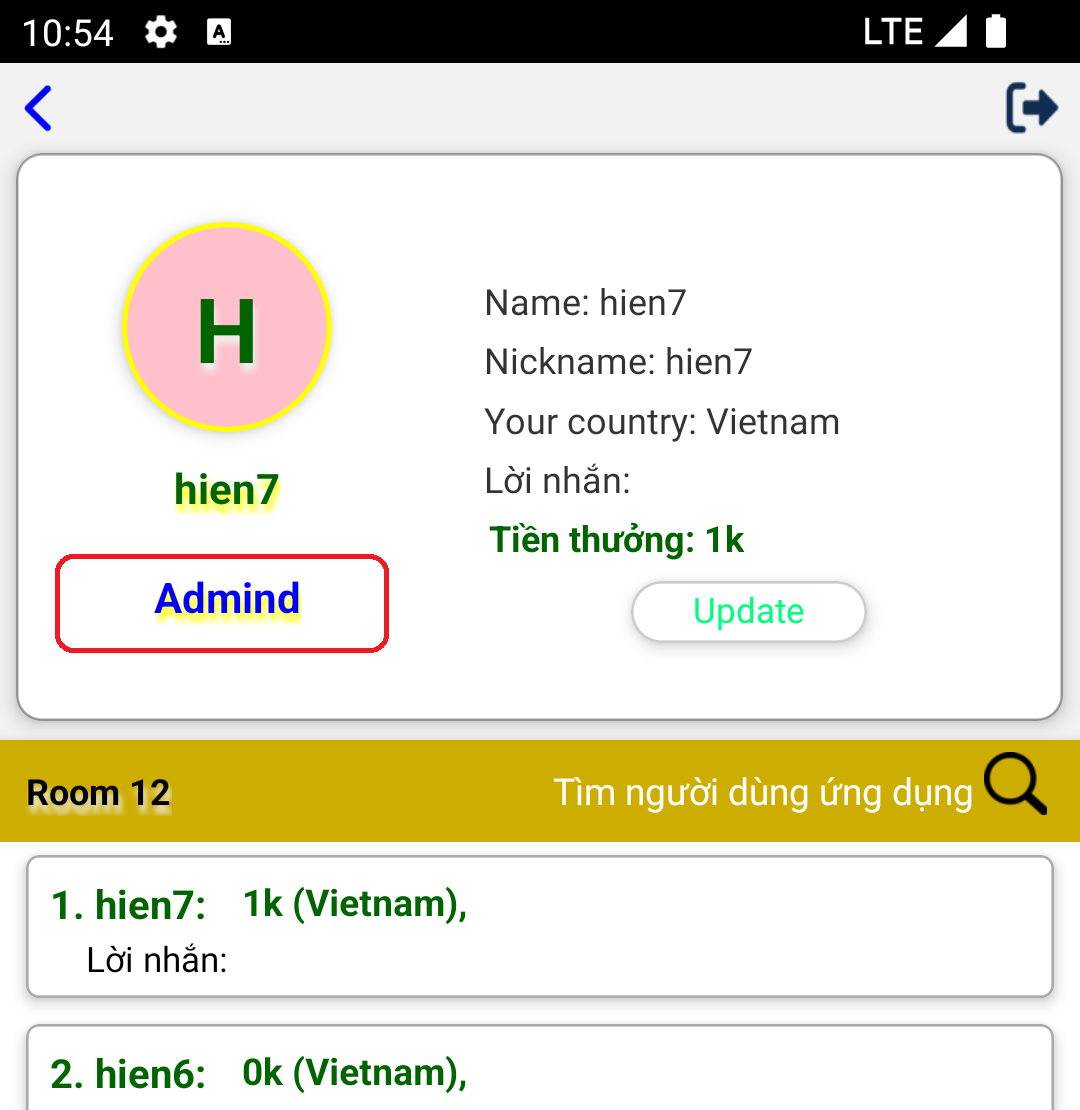 10:54
A
LTE
H
hien7
Admind
Name: hien7
Nickname: hien7
Your country: Vietnam
Lời nhắn:
Tiền thưởng: 1k
Update
Room 12
Tìm người dùng ứng dụng
1. hien7: 1k (Vietnam),
Lời nhắn:
2. hien6: 0k (Vietnam),